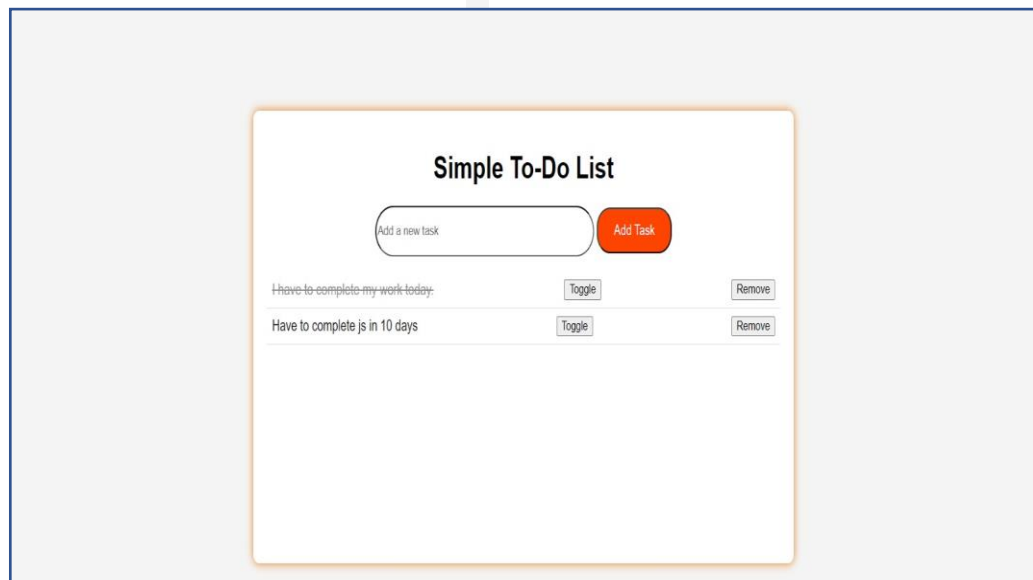 Simple To-Do List
Add a new task Add Task
I have to complete my work today. Toggle Remove
Have to complete js in 10 days Toggle Remove